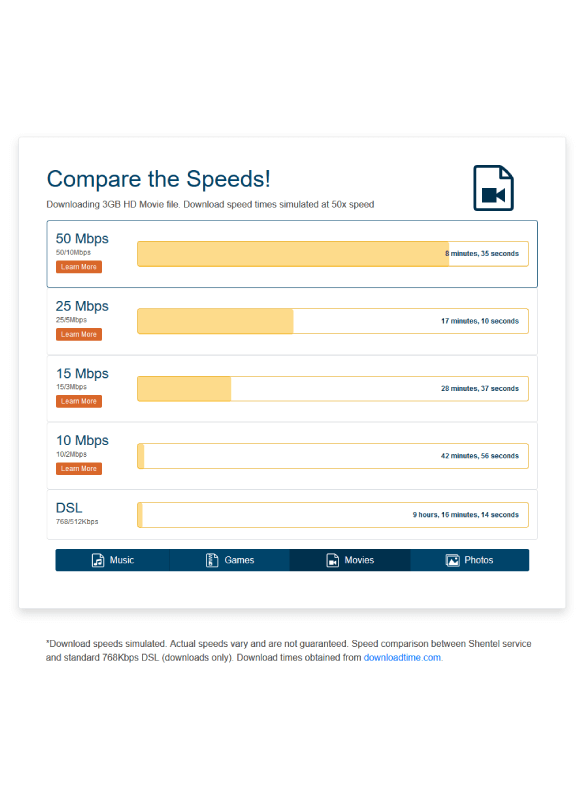 Compare the Speeds!
Downloading 3GB HD Movie file. Download speed times simulated at 50x speed
50 Mbps
50/10Mbps
Learn More
8 minutes, 35 seconds
25 Mbps
25/5Mbps
Learn More
17 minutes, 10 seconds
15 Mbps
15/3Mbps
Learn More
28 minutes, 37 seconds
10 Mbps
10/2Mbps
Learn More
42 minutes, 56 seconds
DSL
768/512Kbps
9 hours, 16 minutes, 14 seconds
Music Games Movies Photos
*Download speeds simulated. Actual speeds vary and are not guaranteed. Speed comparison between Shentel service
and standard 768Kbps DSL (downloads only). Download times obtained from downloadtime.com.